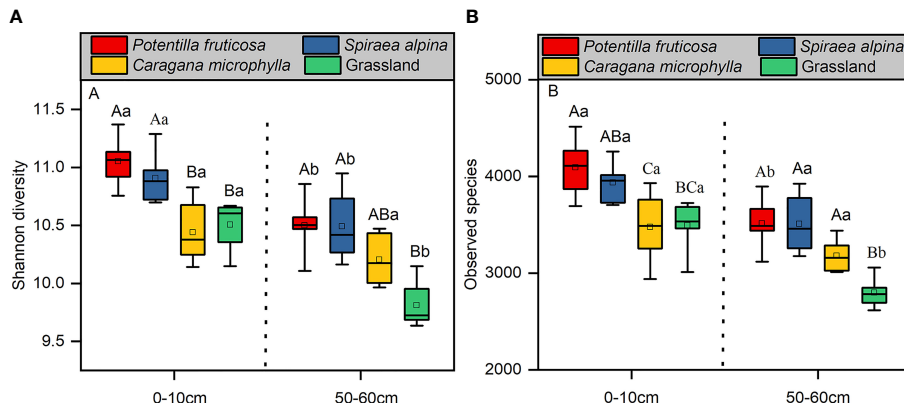 A
Potentilla fruticosa Spiraea alpina
Caragana microphylla Grassland
A
Aa Aa Ba Ba Ab Ab ABa Bb
Shannon diversity
11.5
11.0
10.5
10.0
9.5
0-10cm 50-60cm
B
Potentilla fruticosa Spiraea alpina
Caragana microphylla Grassland
B
Aa ABa Ca BCa Ab Aa Aa Bb
Observed species
5000
4000
3000
2000
0-10cm 50-60cm